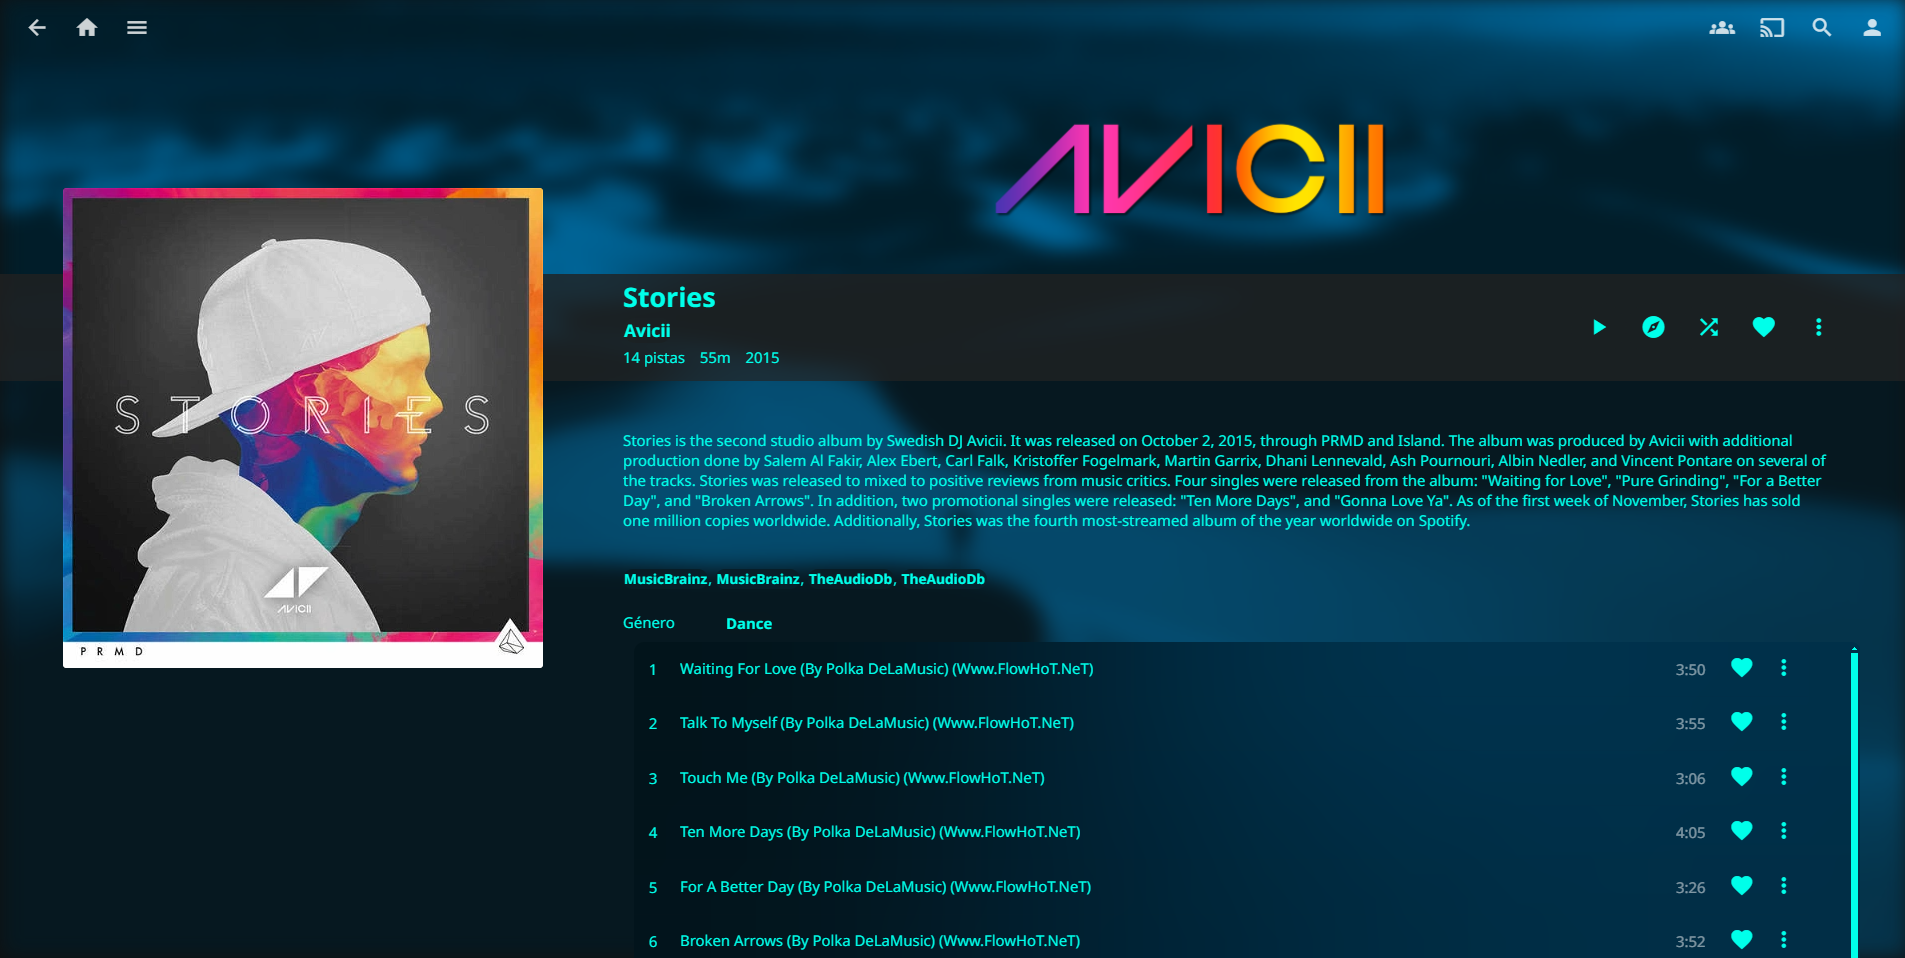 AVICII
STORIES
AVICII
PRMD
Stories
Avicii
14 pistas 55m 2015
Stories is the second studio album by Swedish DJ Avicii. It was released on October 2, 2015, through PRMD and Island. The album was produced by Avicii with additional
production done by Salem Al Fakir, Alex Ebert, Carl Falk, Kristoffer Fogelmark, Martin Garrix, Dhani Lennevald, Ash Pournouri, Albin Nedler, and Vincent Pontare on several of
the tracks. Stories was released to mixed to positive reviews from music critics. Four singles were released from the album: "Waiting for Love", "Pure Grinding", "For a Better
Day", and "Broken Arrows". In addition, two promotional singles were released: "Ten More Days", and "Gonna Love Ya". As of the first week of November, Stories has sold
one million copies worldwide. Additionally, Stories was the fourth most-streamed album of the year worldwide on Spotify.
MusicBrainz, MusicBrainz, TheAudioDb, TheAudioDb
Género Dance
1 Waiting For Love (By Polka DeLaMusic) (Www.FlowHoT.NeT) 3:50
2 Talk To Myself (By Polka DeLaMusic) (Www.FlowHoT.NeT) 3:55
3 Touch Me (By Polka DeLaMusic) (Www.FlowHoT.NeT) 3:06
4 Ten More Days (By Polka DeLaMusic) (Www.FlowHoT.NeT) 4:05
5 For A Better Day (By Polka DeLaMusic) (Www.FlowHoT.NeT) 3:26
6 Broken Arrows (By Polka DeLaMusic) (Www.FlowHoT.NeT) 3:52